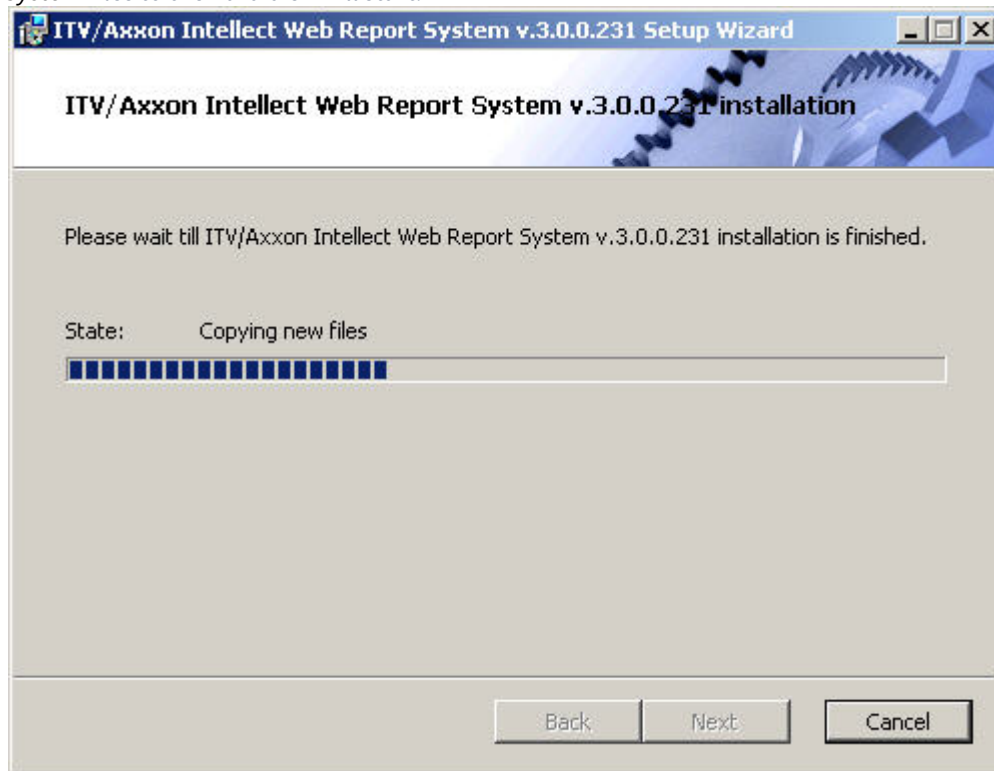 ITV/Axxon Intellect Web Report System v.3.0.0.231 Setup Wizard
ITV/Axxon Intellect Web Report System v.3.0.0.231 installation
Please wait till ITV/Axxon Intellect Web Report System v.3.0.0.231 installation is finished.
State: Copying new files
Back Next Cancel